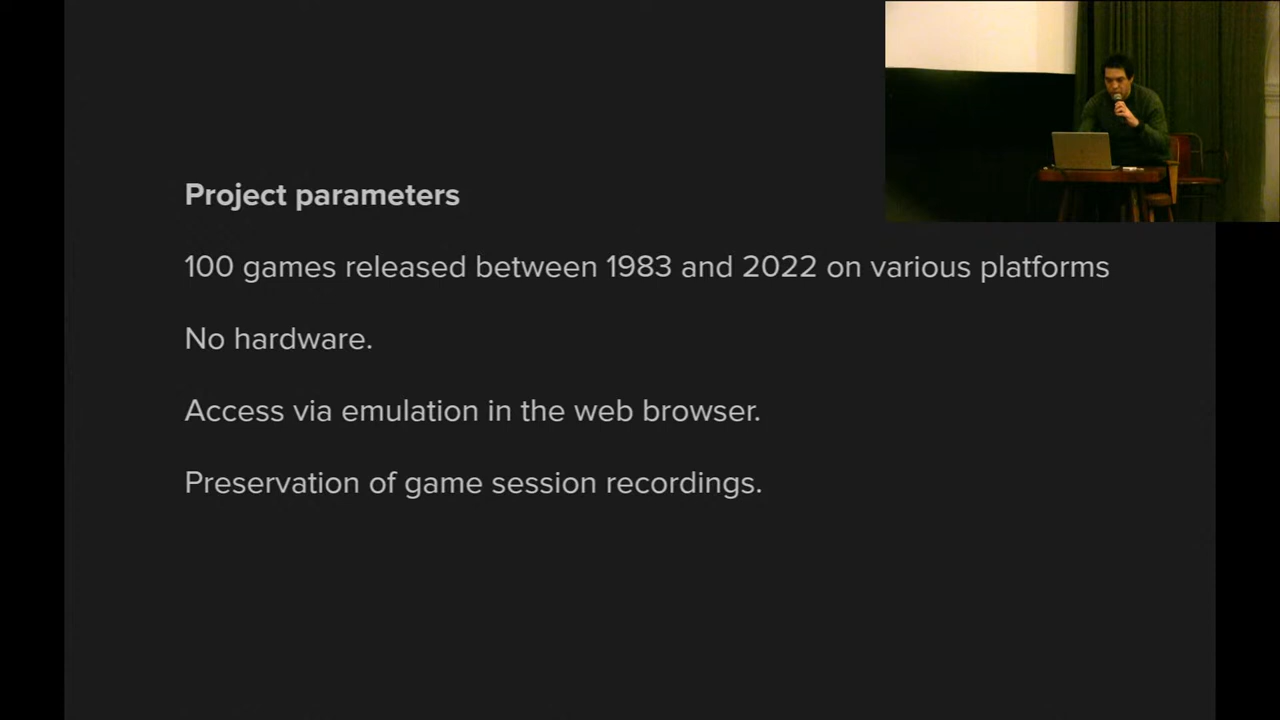 Project parameters
100 games released between 1983 and 2022 on various platforms
No hardware.
Access via emulation in the web browser.
Preservation of game session recordings.